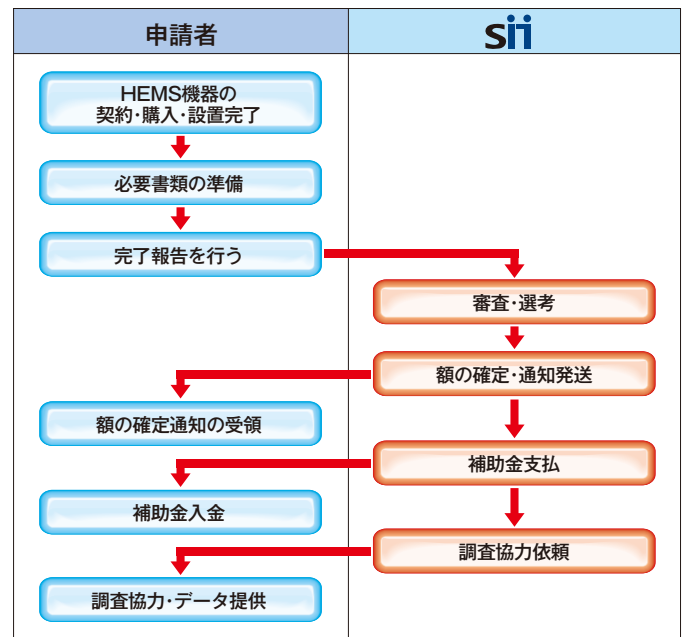 申請者
sii
HEMS機器の
契約・購入・設置完了
必要書類の準備
完了報告を行う
審査・選考
額の確定・通知発送
額の確定通知の受領
補助金支払
補助金入金
調査協力依頼
調査協力・データ提供